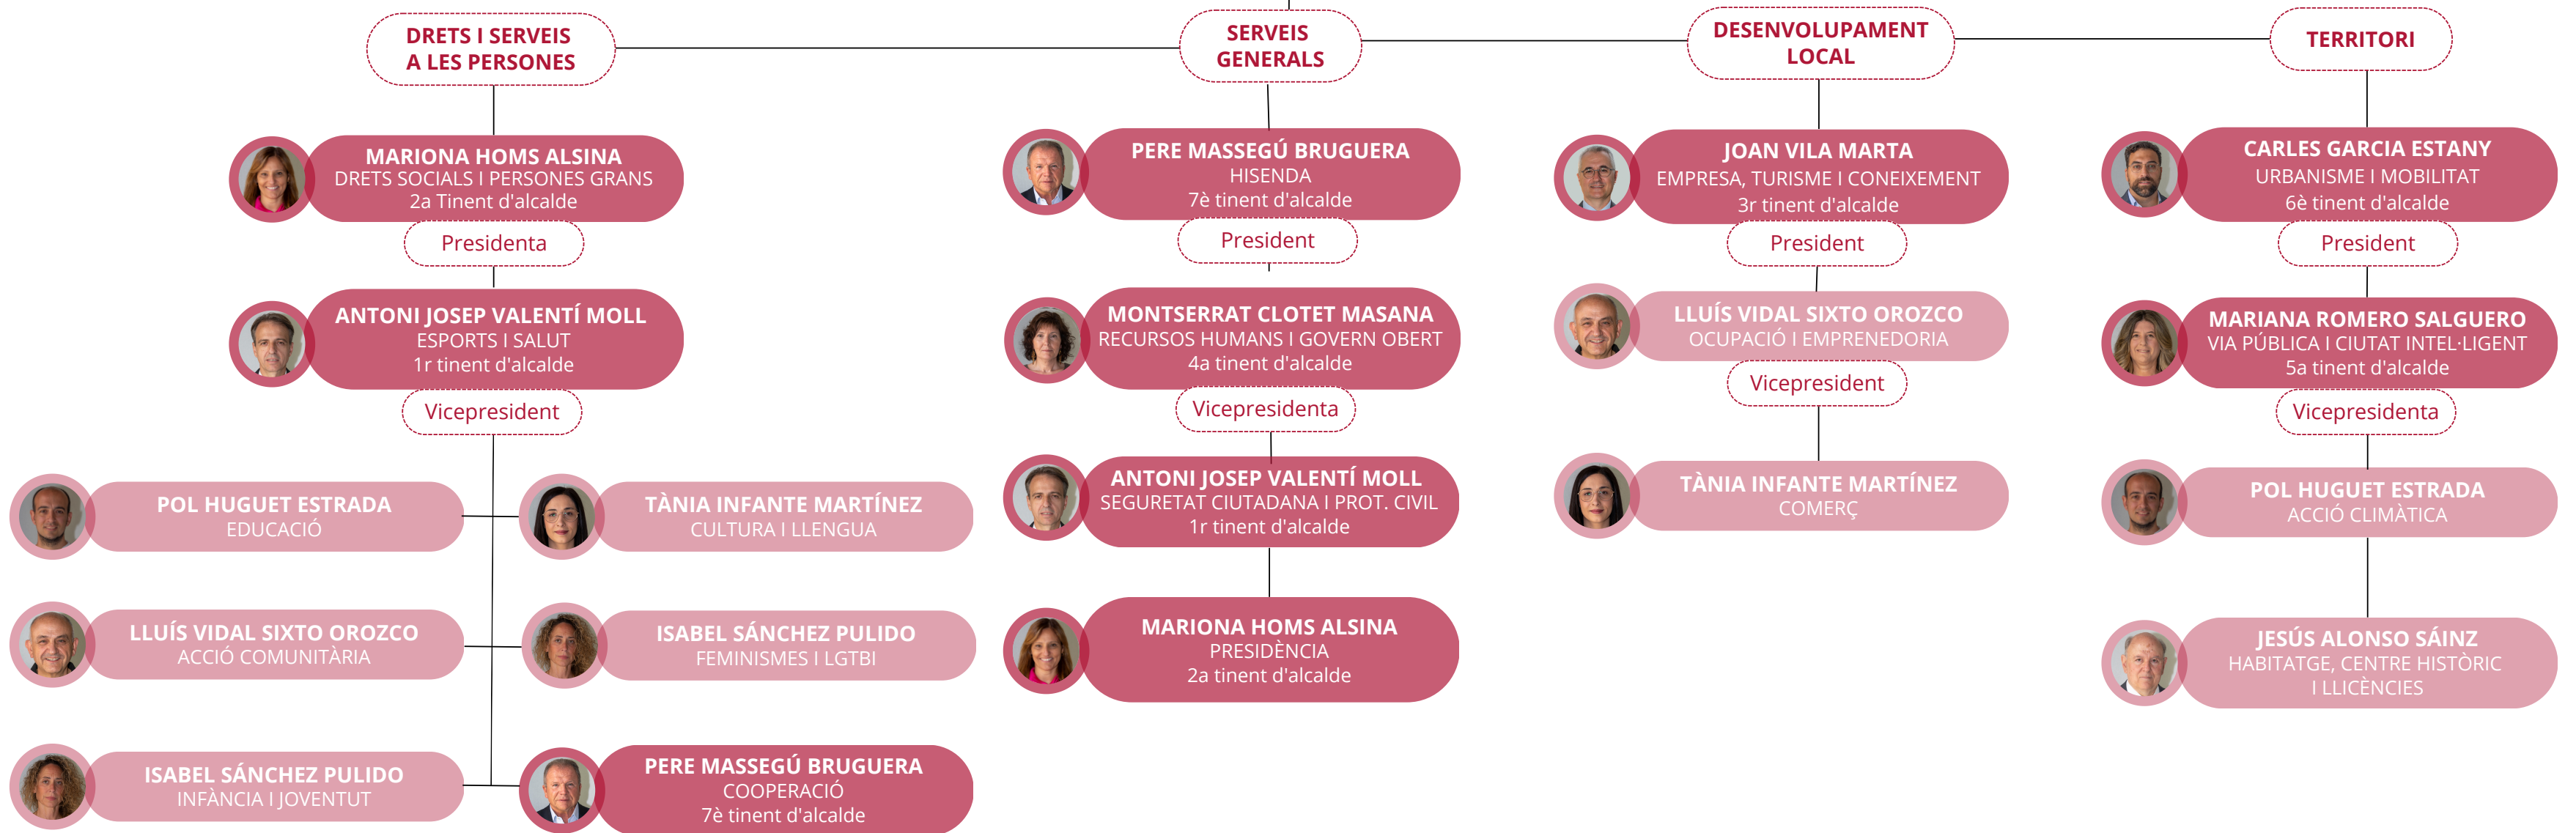 DRETS I SERVEIS
A LES PERSONES
MARIONA HOMS ALSINA
DRETS SOCIALS I PERSONES GRANS
2a Tinent d'alcalde
Presidenta
ANTONI JOSEP VALENTÍ MOLL
ESPORTS I SALUT
1r tinent d'alcalde
Vicepresident
POL HUGUET ESTRADA
EDUCACIÓ
TÀNIA INFANTE MARTÍNEZ
CULTURA I LLENGUA
LLUÍS VIDAL SIXTO OROZCO
ACCIÓ COMUNITÀRIA
ISABEL SÁNCHEZ PULIDO
FEMINISMES I LGTBI
ISABEL SÁNCHEZ PULIDO
INFÀNCIA I JOVENTUT
PERE MASSEGÚ BRUGUERA
COOPERACIÓ
7è tinent d'alcalde
SERVEIS
GENERALS
PERE MASSEGÚ BRUGUERA
HISENDA
7è tinent d'alcalde
President
MONTSERRAT CLOTET MASANA
RECURSOS HUMANS I GOVERN OBERT
4a tinent d'alcalde
Vicepresidenta
ANTONI JOSEP VALENTÍ MOLL
SEGURETAT CIUTADANA I PROT. CIVIL
1r tinent d'alcalde
MARIONA HOMS ALSINA
PRESIDÈNCIA
2a tinent d'alcalde
DESENVOLUPAMENT
LOCAL
JOAN VILA MARTA
EMPRESA, TURISME I CONEIXEMENT
3r tinent d'alcalde
President
LLUÍS VIDAL SIXTO OROZCO
OCUPACIÓ I EMPRENEDORIA
Vicepresident
TÀNIA INFANTE MARTÍNEZ
COMERÇ
TERRITORI
CARLES GARCIA ESTANY
URBANISME I MOBILITAT
6è tinent d'alcalde
President
MARIANA ROMERO SALGUERO
VIA PÚBLICA I CIUTAT INTEL·LIGENT
5a tinent d'alcalde
Vicepresidenta
POL HUGUET ESTRADA
ACCIÓ CLIMÀTICA
JESÚS ALONSO SÁINZ
HABITATGE, CENTRE HISTÒRIC
I LLICÈNCIES